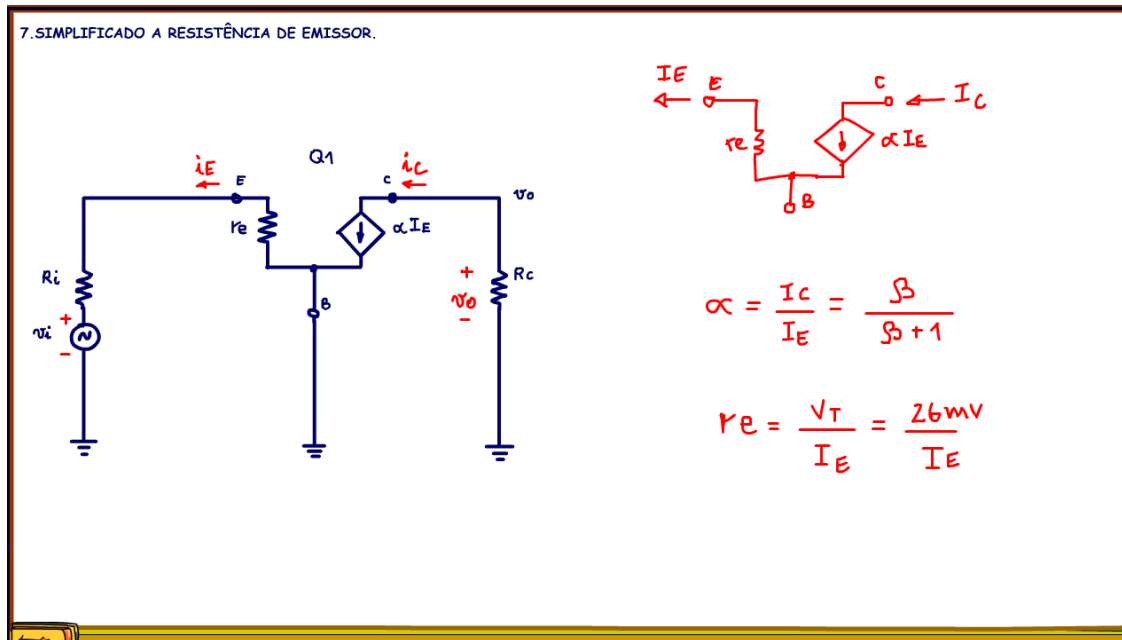 7.SIMPLIFICADO A RESISTÊNCIA DE EMISSOR.
IE E C IC
re αIE
B
Q1
iE E C iC vo
re αIE
Ri B + Rc
+ vo
vi -
-
α = IC / IE = β / β+1
re = VT / IE = 26mV / IE